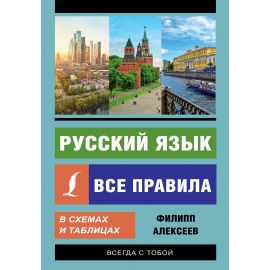 РУССКИЙ ЯЗЫК
ВСЕ ПРАВИЛА
В СХЕМАХ
И ТАБЛИЦАХ
ФИЛИПП
АЛЕКСЕЕВ
ВСЕГДА С ТОБОЙ